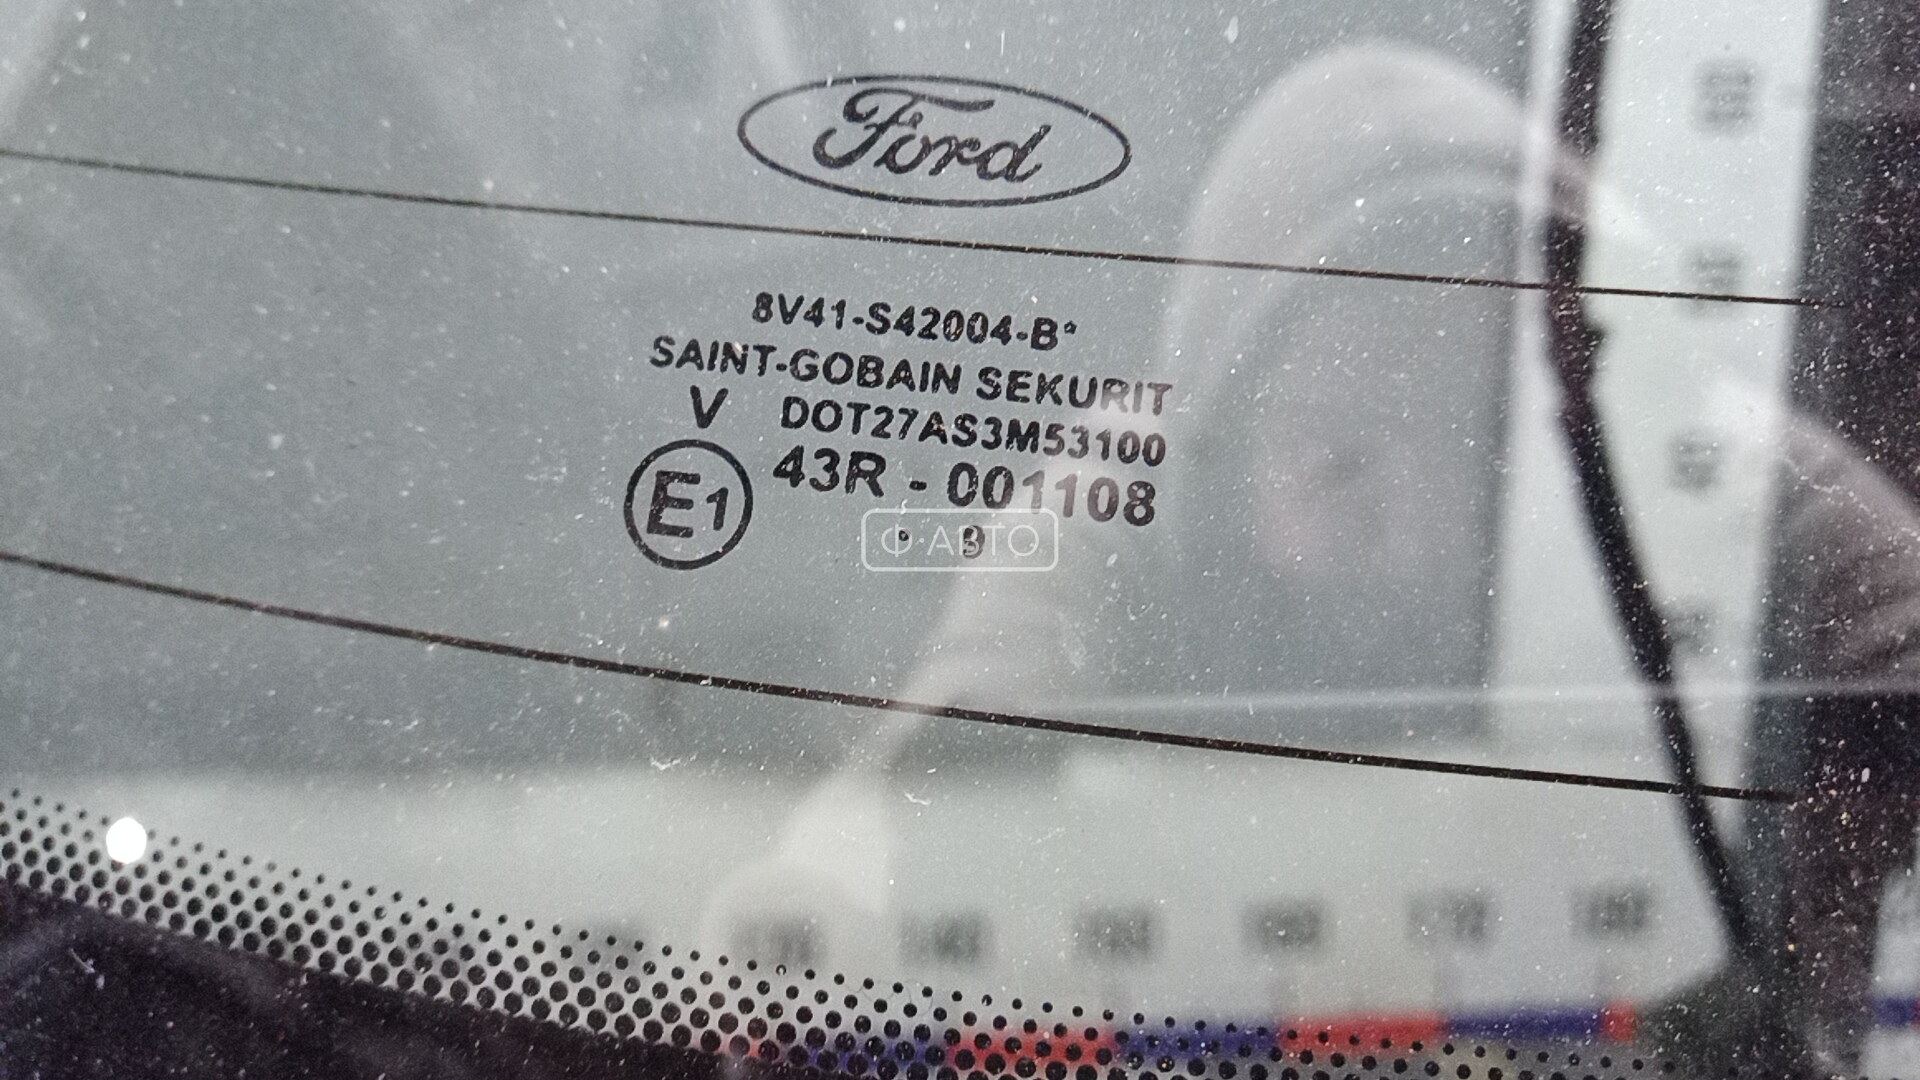 Ford
8V41-S42004-B*
SAINT-GOBAIN SEKURIT
V DOT27AS3M53100
E1 43R - 001108
Ф·АВТО